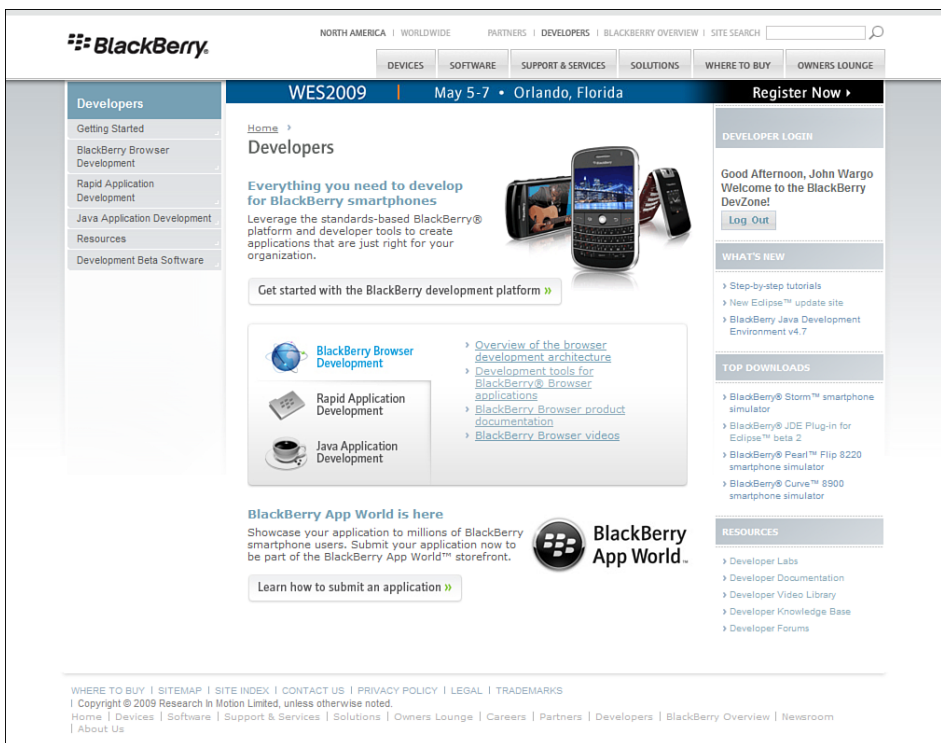 BlackBerry.
NORTH AMERICA | WORLDWIDE PARTNERS | DEVELOPERS | BLACKBERRY OVERVIEW | SITE SEARCH
DEVICES SOFTWARE SUPPORT & SERVICES SOLUTIONS WHERE TO BUY OWNERS LOUNGE
Developers
Getting Started
BlackBerry Browser
Development
Rapid Application
Development
Java Application Development
Resources
Development Beta Software
WES2009 | May 5-7 • Orlando, Florida Register Now ›
Home ›
Developers
Everything you need to develop
for BlackBerry smartphones
Leverage the standards-based BlackBerry®
platform and developer tools to create
applications that are just right for your
organization.
Get started with the BlackBerry development platform »
BlackBerry Browser
Development
Rapid Application
Development
Java Application
Development
› Overview of the browser
development architecture
› Development tools for
BlackBerry® Browser
applications
› BlackBerry Browser product
documentation
› BlackBerry Browser videos
BlackBerry App World is here
Showcase your application to millions of BlackBerry
smartphone users. Submit your application now to
be part of the BlackBerry App World™ storefront.
Learn how to submit an application »
BlackBerry
App World™
DEVELOPER LOGIN
Good Afternoon, John Wargo
Welcome to the BlackBerry
DevZone!
Log Out
WHAT'S NEW
› Step-by-step tutorials
› New Eclipse™ update site
› BlackBerry Java Development
Environment v4.7
TOP DOWNLOADS
› BlackBerry® Storm™ smartphone
simulator
› BlackBerry® JDE Plug-in for
Eclipse™ beta 2
› BlackBerry® Pearl™ Flip 8220
smartphone simulator
› BlackBerry® Curve™ 8900
smartphone simulator
RESOURCES
› Developer Labs
› Developer Documentation
› Developer Video Library
› Developer Knowledge Base
› Developer Forums
WHERE TO BUY | SITEMAP | SITE INDEX | CONTACT US | PRIVACY POLICY | LEGAL | TRADEMARKS
| Copyright © 2009 Research In Motion Limited, unless otherwise noted.
Home | Devices | Software | Support & Services | Solutions | Owners Lounge | Careers | Partners | Developers | BlackBerry Overview | Newsroom
| About Us